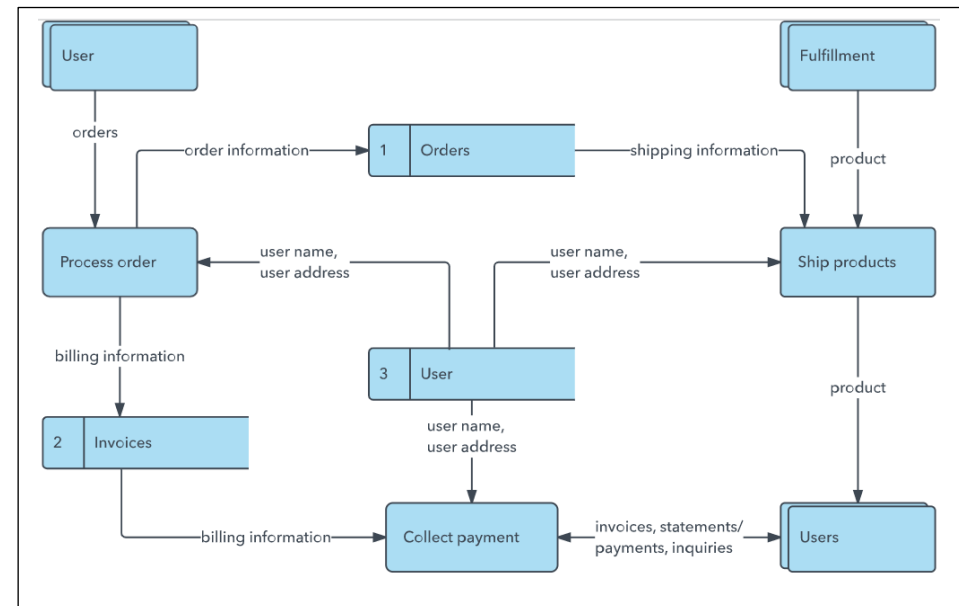 User
Fulfillment
orders
order information
1
Orders
shipping information
product
Process order
user name,
user address
user name,
user address
Ship products
billing information
3
User
product
2
Invoices
user name,
user address
billing information
Collect payment
invoices, statements/
payments, inquiries
Users